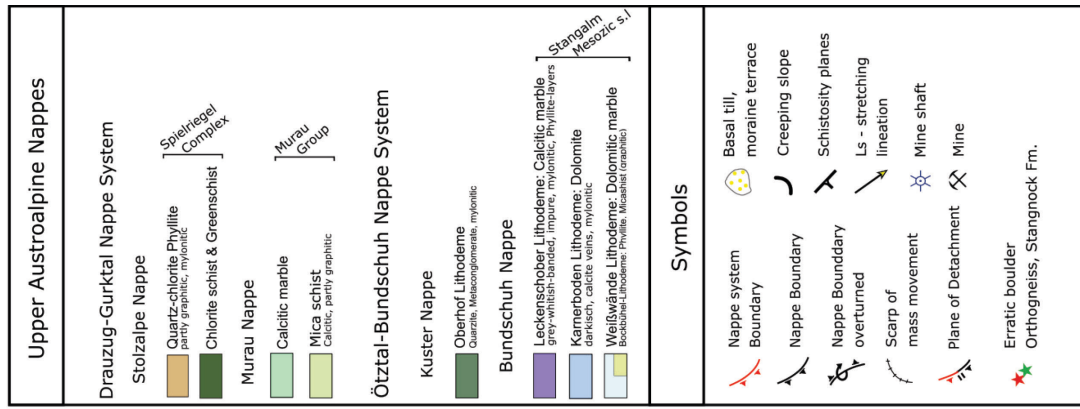 Upper Austroalpine Nappes
Drauzug-Gurktal Nappe System
Stolzalpe Nappe
Quartz-chlorite Phyllite
partly graphitic, mylonitic
Chlorite schist & Greenschist
Spielriegel
Complex
Murau Nappe
Calcitic marble
Mica schist
Calcitic, partly graphitic
Murau
Group
Ötztal-Bundschuh Nappe System
Kuster Nappe
Oberhof Lithodeme
Quarzite, Metaconglomerate, mylonitic
Bundschuh Nappe
Leckenschober Lithodeme: Calcitic marble
grey-whitish-banded, impure, mylonitic, Phyllite-layers
Karnerboden Lithodeme: Dolomite
darkisch, calcite veins, mylonitic
Weißwände Lithodeme: Dolomitic marble
Bockbühel-Lithodeme: Phyllite, Micashist (graphitic)
Stangalm
Mesozic s.l
Symbols
Nappe system
Boundary
Nappe Boundary
Nappe Boundary
overturned
Scarp of
mass movement
Plane of Detachment
Erratic boulder
Orthogneiss, Stangnock Fm.
Basal till,
moraine terrace
Creeping slope
Schistosity planes
Ls - stretching
lineation
Mine shaft
Mine